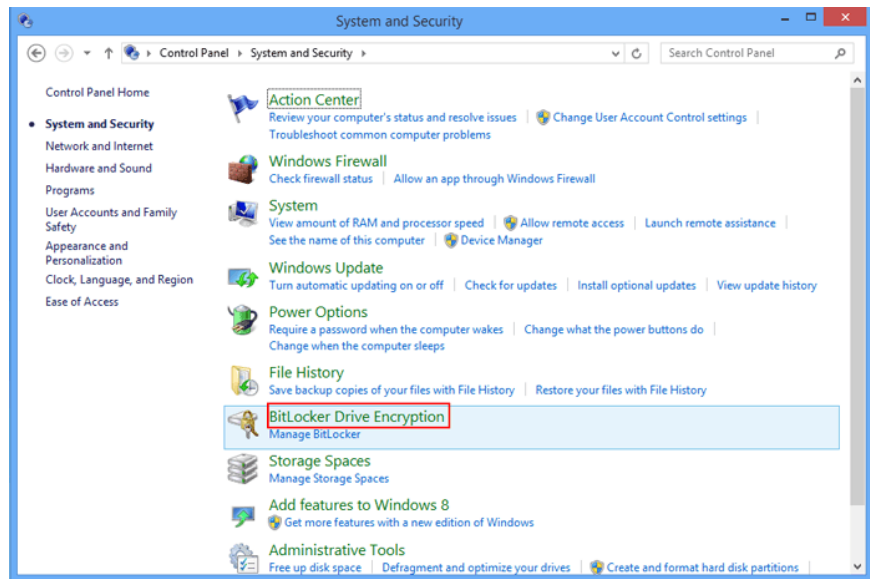 System and Security
Control Panel System and Security
Search Control Panel
Control Panel Home
System and Security
Network and Internet
Hardware and Sound
Programs
User Accounts and Family
Safety
Appearance and
Personalization
Clock, Language, and Region
Ease of Access
Action Center
Review your computer's status and resolve issues Change User Account Control settings
Troubleshoot common computer problems
Windows Firewall
Check firewall status Allow an app through Windows Firewall
System
View amount of RAM and processor speed Allow remote access Launch remote assistance
See the name of this computer Device Manager
Windows Update
Turn automatic updating on or off Check for updates Install optional updates View update history
Power Options
Require a password when the computer wakes Change what the power buttons do
Change when the computer sleeps
File History
Save backup copies of your files with File History Restore your files with File History
BitLocker Drive Encryption
Manage BitLocker
Storage Spaces
Manage Storage Spaces
Add features to Windows 8
Get more features with a new edition of Windows
Administrative Tools
Free up disk space Defragment and optimize your drives Create and format hard disk partitions